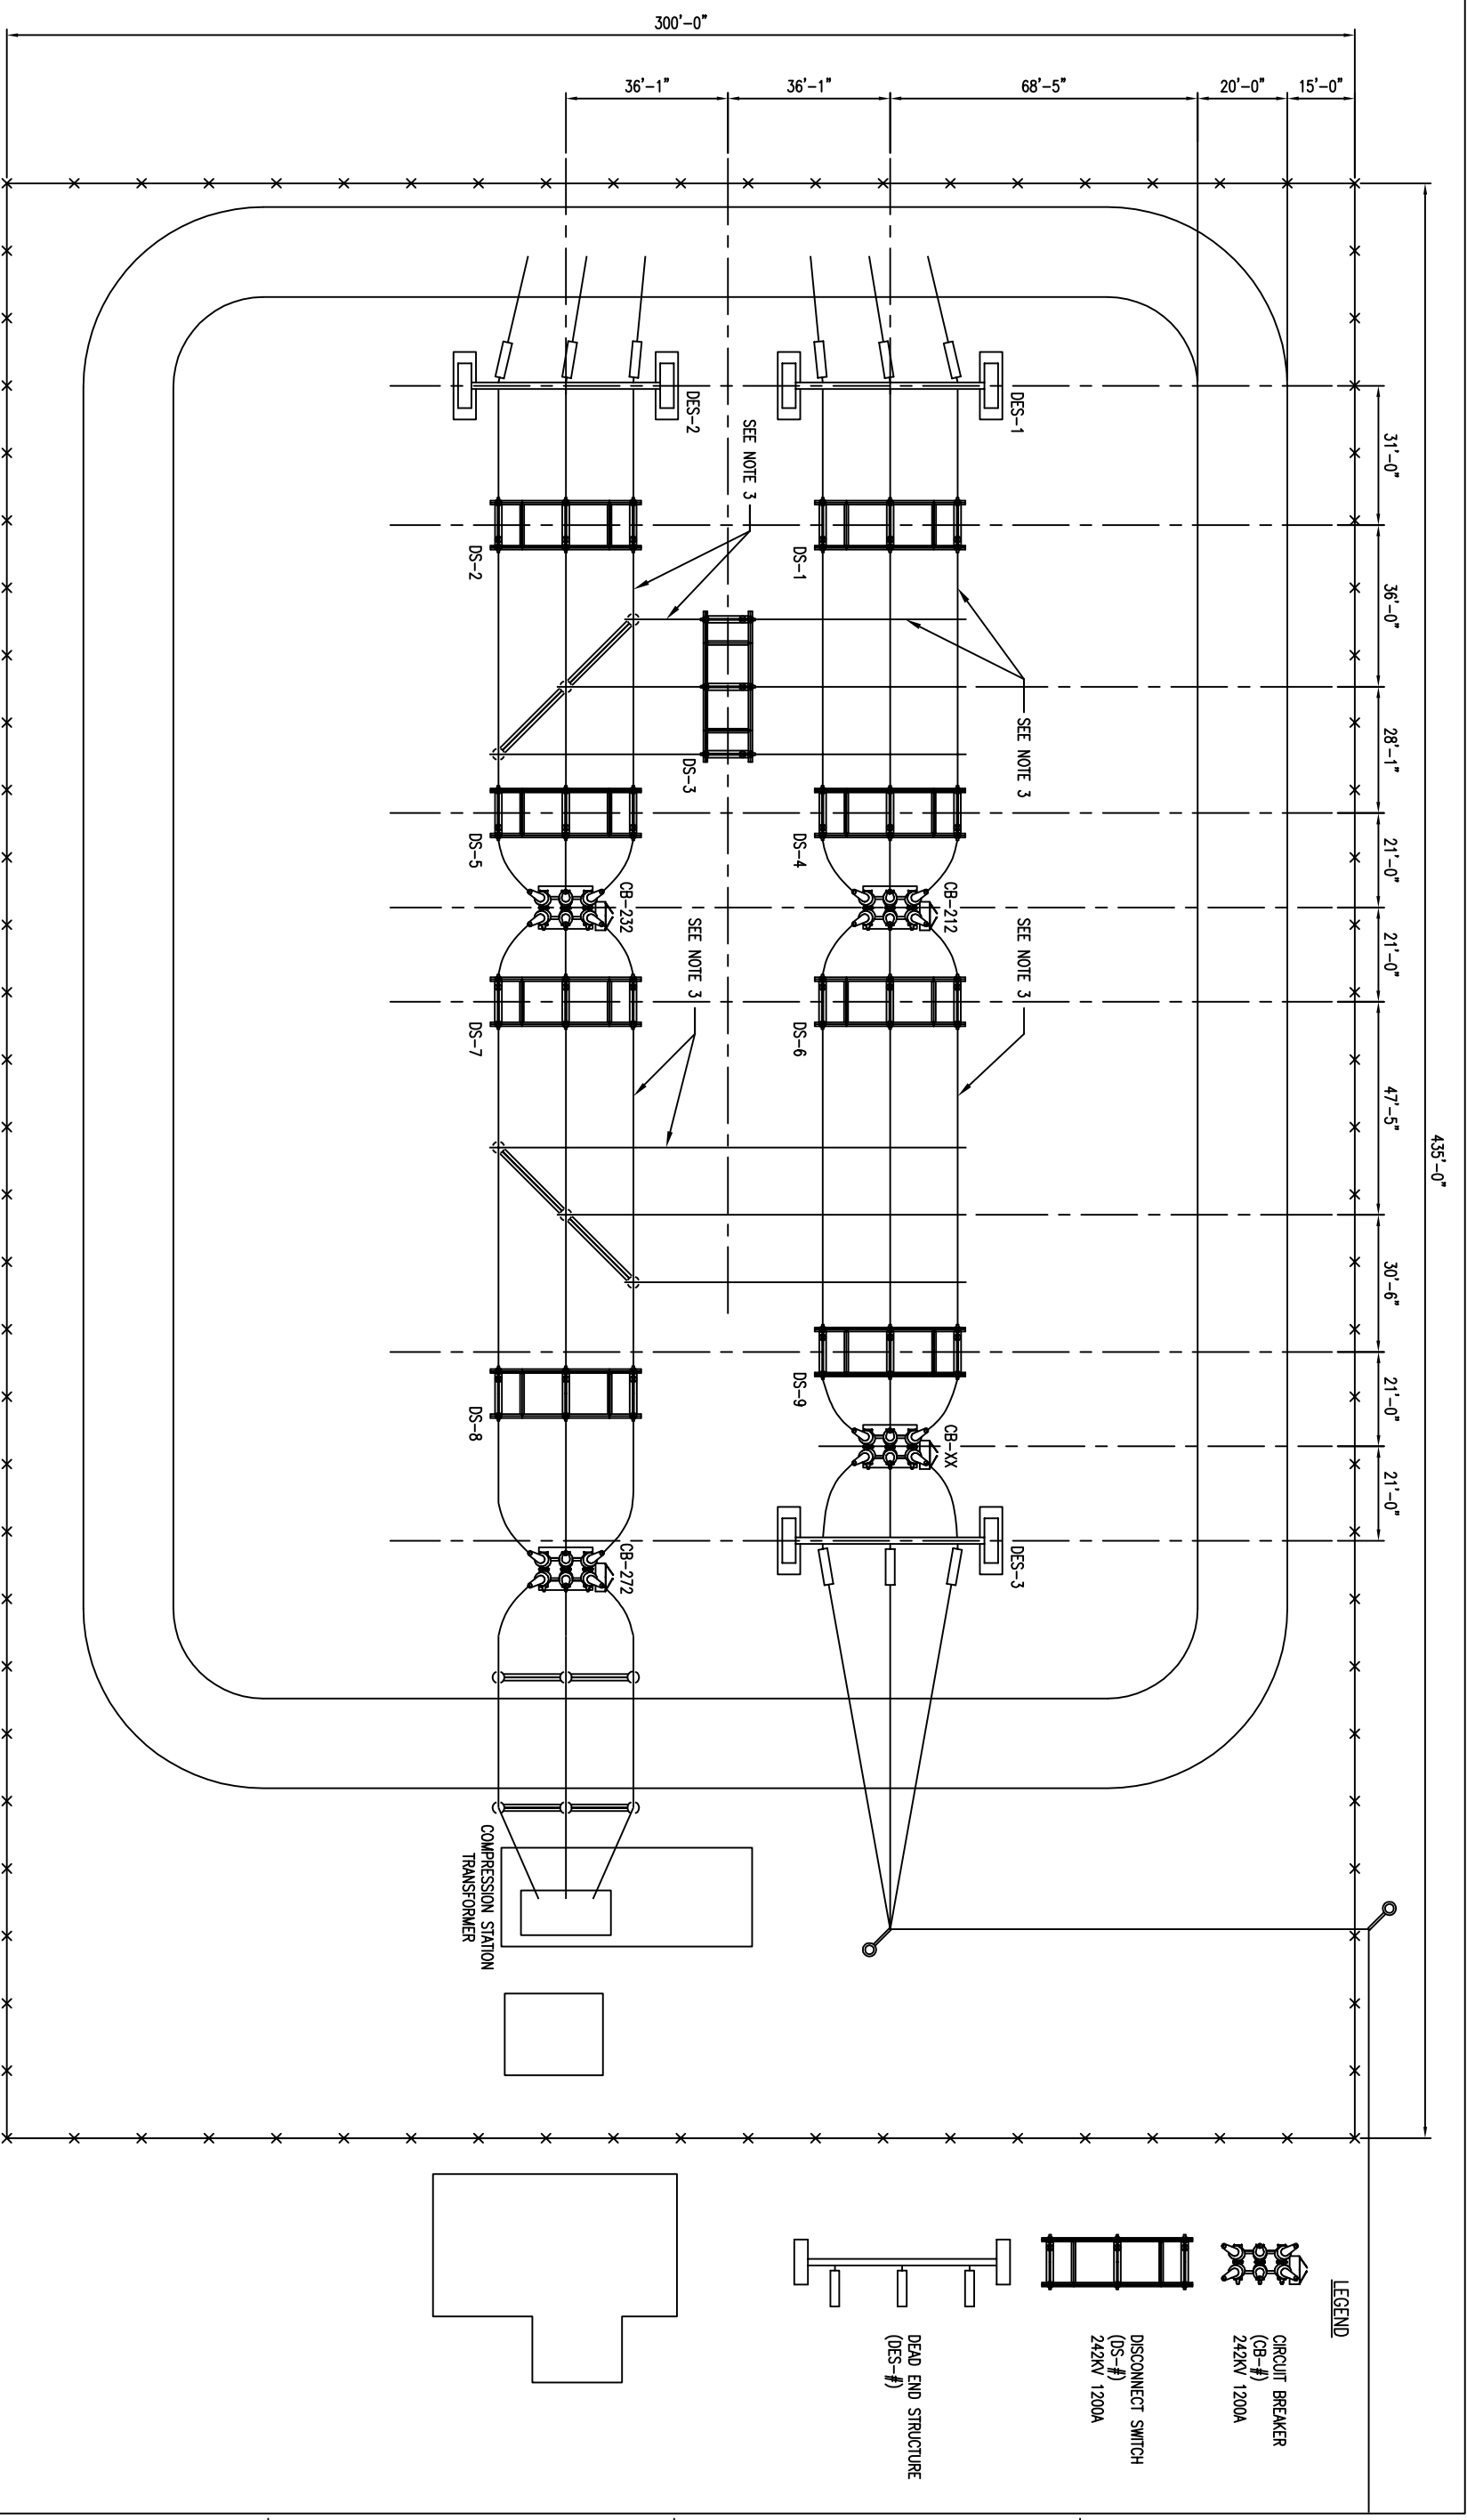 300'-0"
36'-1"
36'-1"
68'-5"
20'-0"
15'-0"
435'-0"
31'-0"
36'-0"
28'-1"
21'-0"
21'-0"
47'-5"
30'-6"
21'-0"
21'-0"
DES-1
DS-1
SEE NOTE 3
DS-4
CB-212
SEE NOTE 3
DS-6
DS-9
CB-XX
DES-3
SEE NOTE 3
DS-3
DES-2
DS-2
DS-5
CB-232
SEE NOTE 3
DS-7
DS-8
CB-272
COMPRESSION STATION
TRANSFORMER
LEGEND
CIRCUIT BREAKER
(CB-#)
242KV 1200A
DISCONNECT SWITCH
(DS-#)
242KV 1200A
DEAD END STRUCTURE
(DES-#)